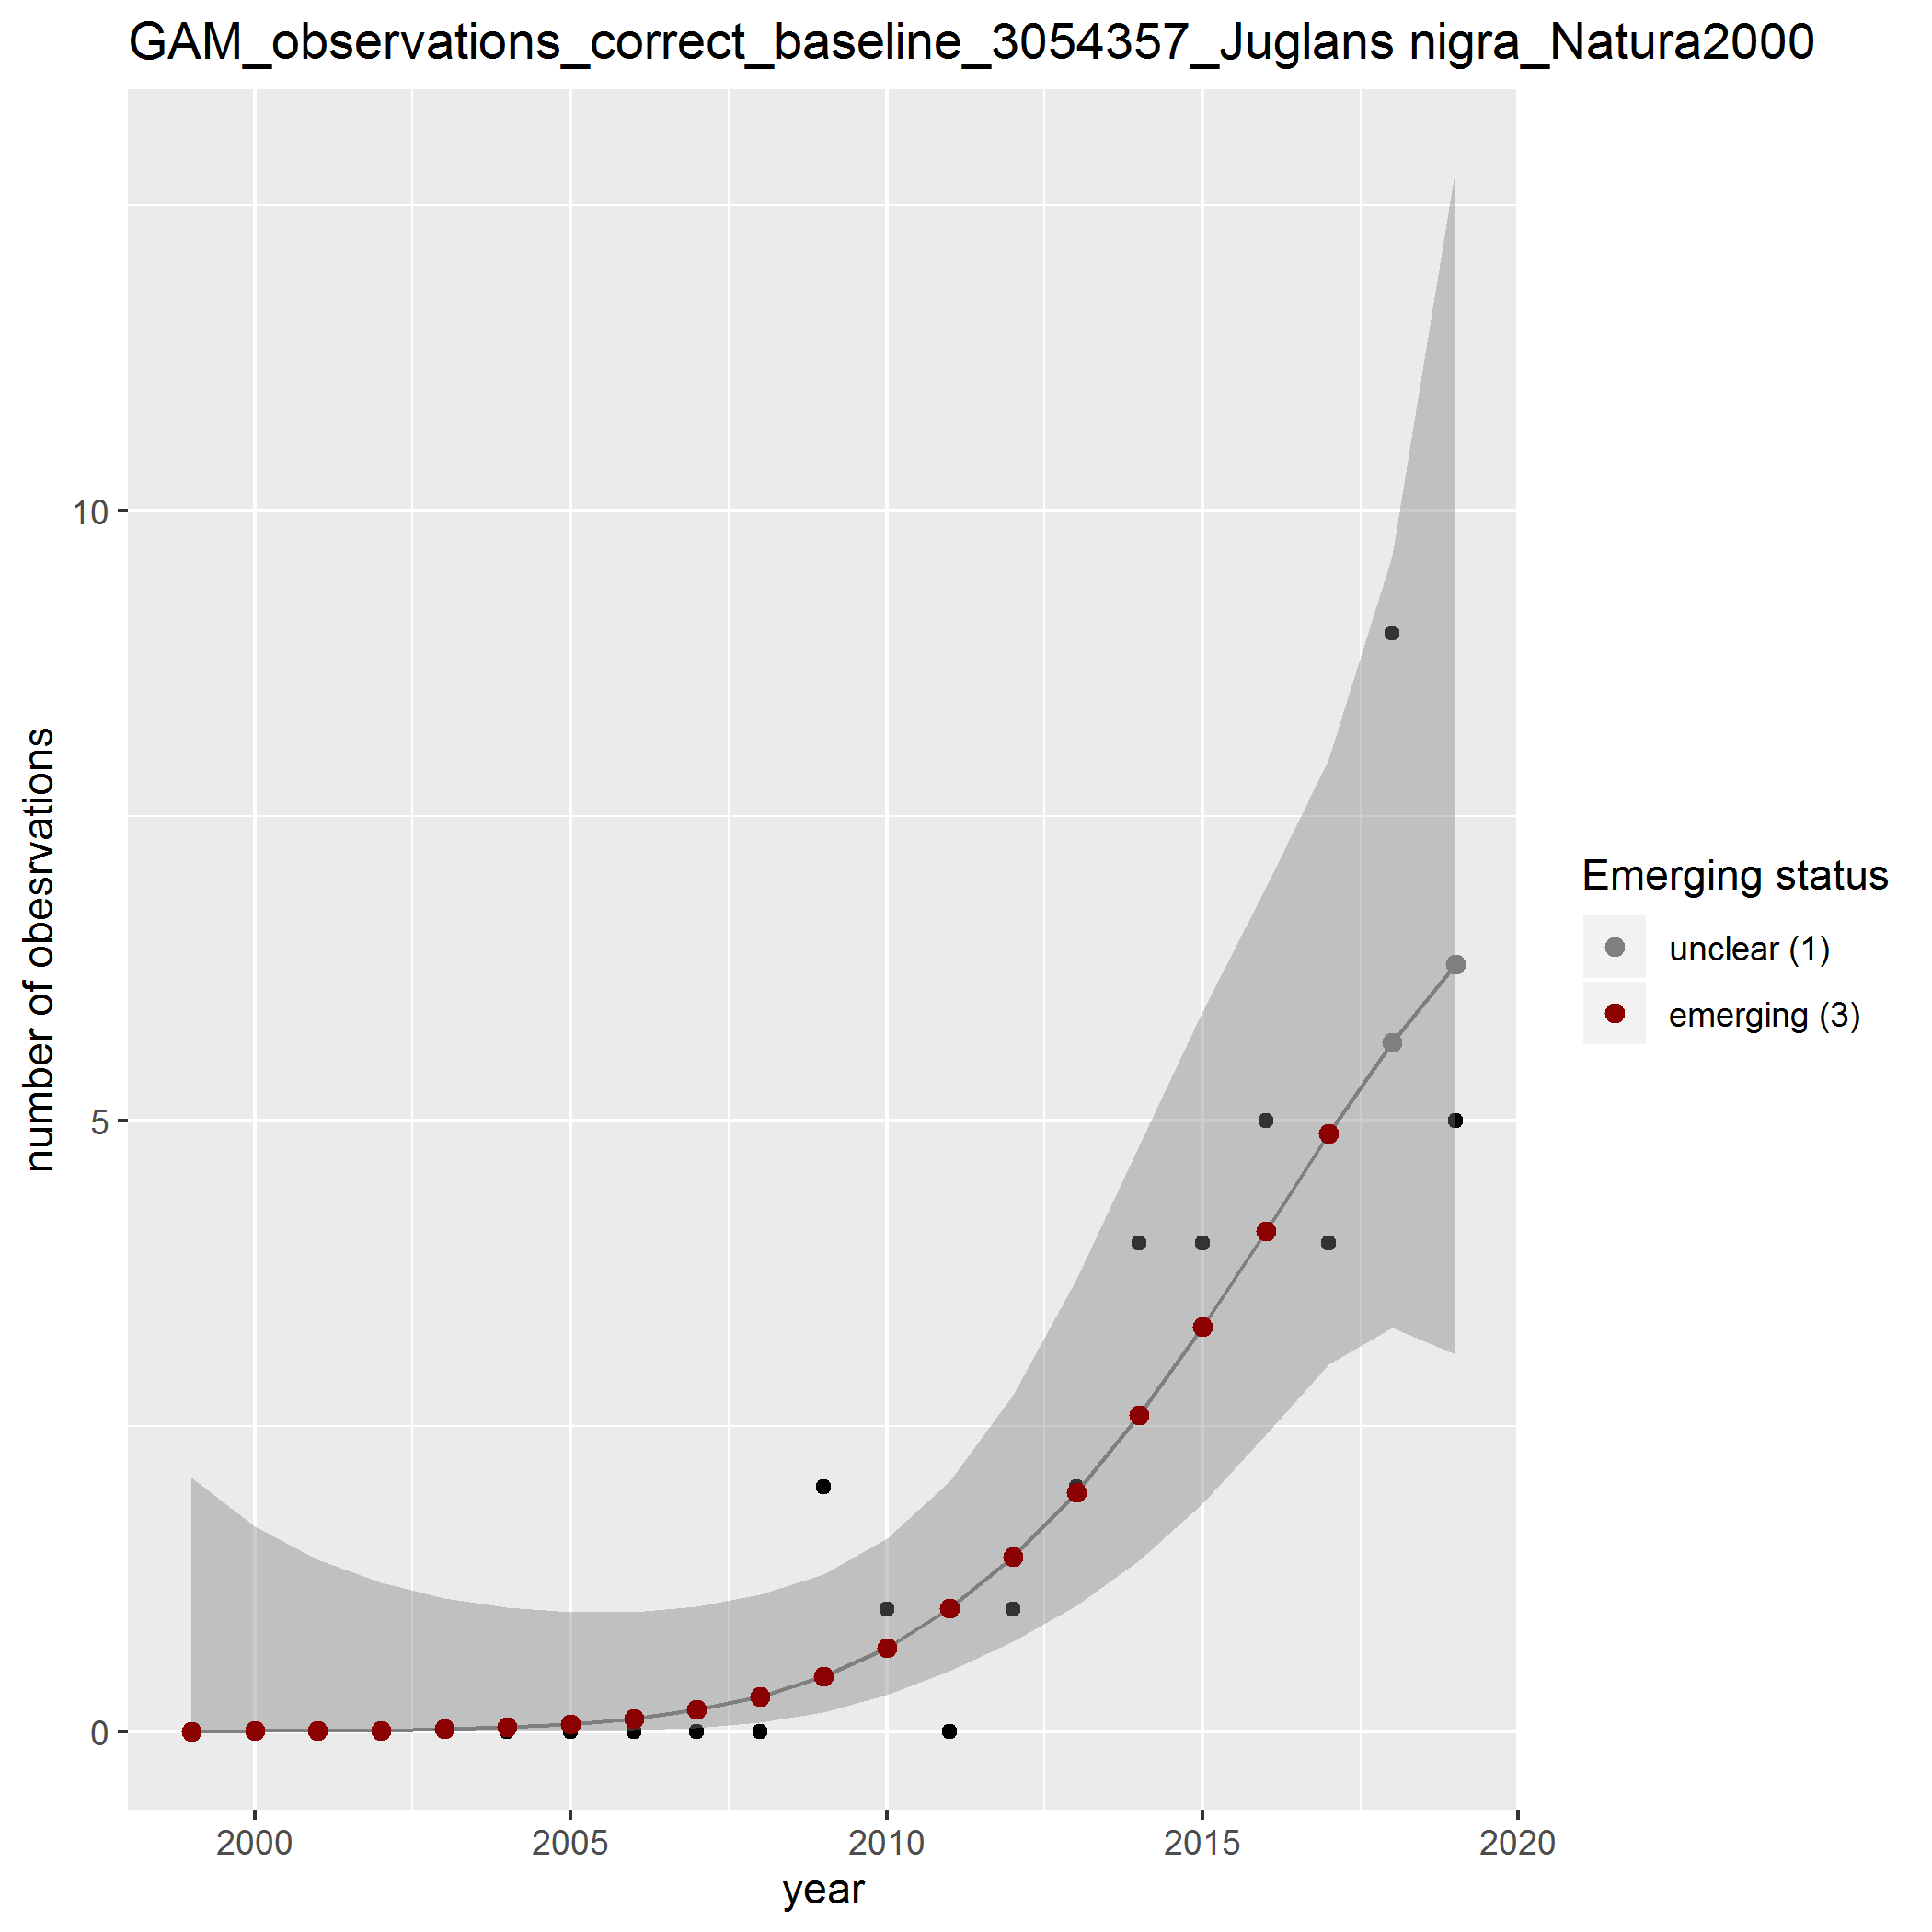 GAM_observations_correct_baseline_3054357_Juglans nigra_Natura2000
number of obesrvations
10
5
0
2000
2005
2010
2015
2020
year
Emerging status
unclear (1)
emerging (3)